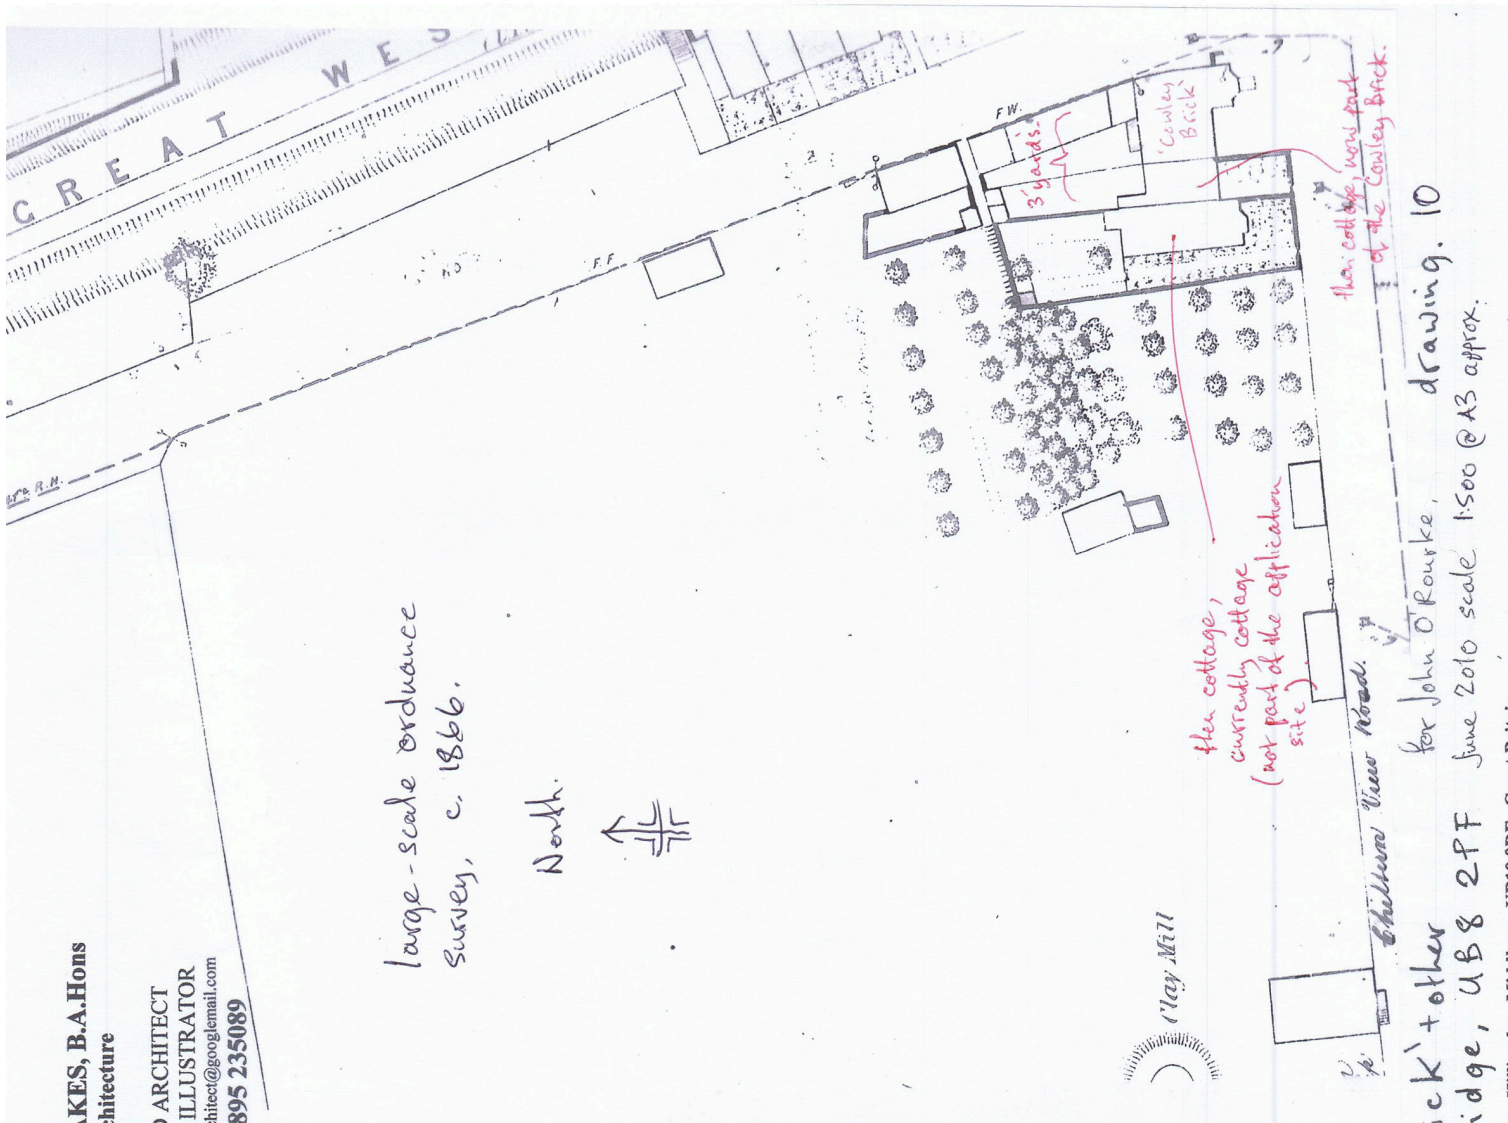 GREAT WES
F.W.
F.F.
R.H.
3 yards.
'Cowley
Brick'
then cottage, now part
of the Cowley Brick.
then cottage,
currently cottage
(not part of the application
site)
large-scale ordnance
Survey, c. 1866.
North.
Clay Mill
Chiltern View Road.
AKES, B.A.Hons
chitecture
ARCHITECT
ILLUSTRATOR
chitect@googlemail.com
895 235089
ick' + other for John O'Rourke, drawing. 10
idge, UB8 2PF June 2010 scale 1:500 @ A3 approx.